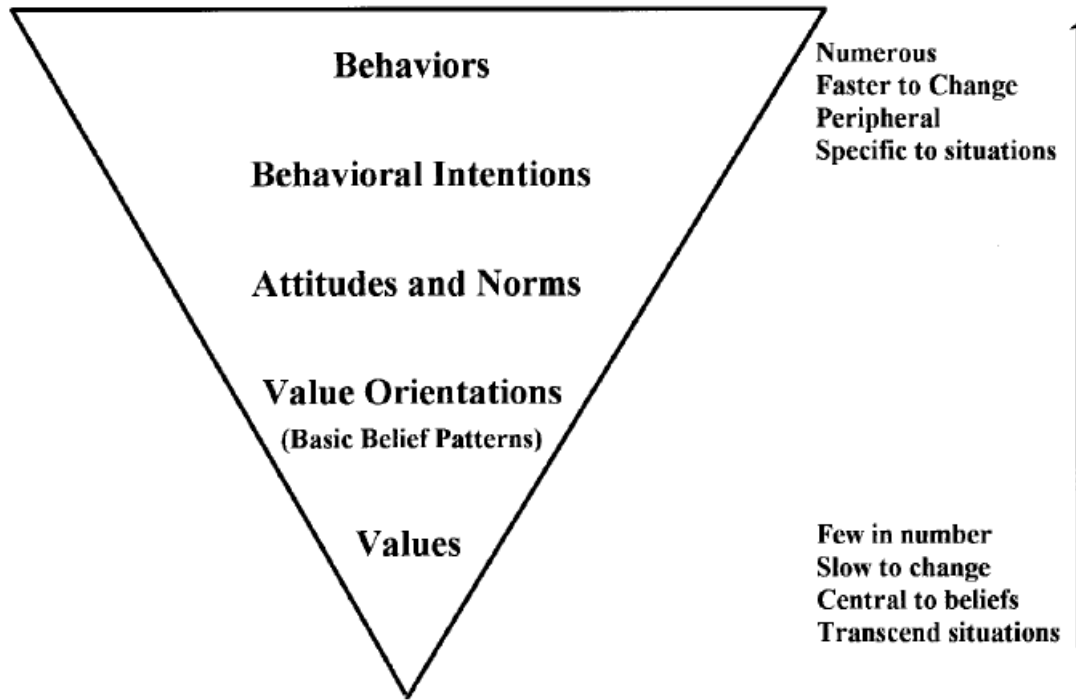 Behaviors
Numerous
Faster to Change
Peripheral
Specific to situations
Behavioral Intentions
Attitudes and Norms
Value Orientations
(Basic Belief Patterns)
Values
Few in number
Slow to change
Central to beliefs
Transcend situations